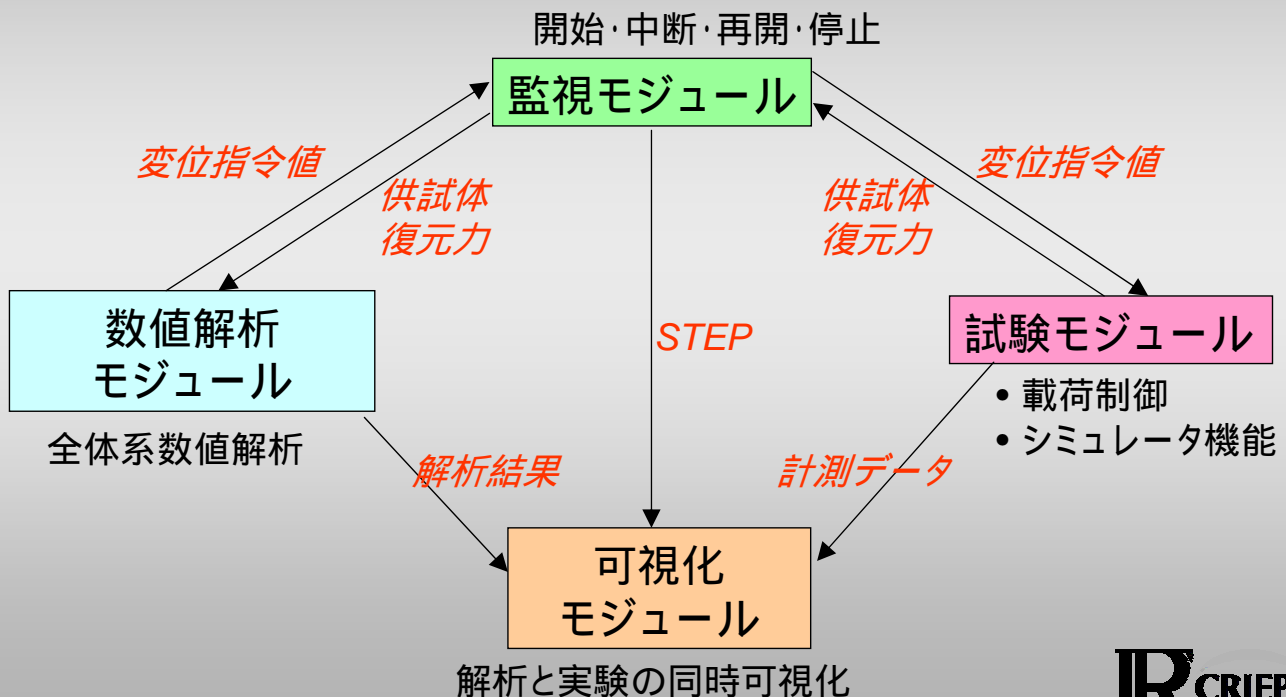 開始･中断･再開･停止
監視モジュール
変位指令値
供試体
復元力
供試体
復元力
変位指令値
数値解析
モジュール
全体系数値解析
STEP
試験モジュール
• 載荷制御
• シミュレータ機能
解析結果
計測データ
可視化
モジュール
解析と実験の同時可視化